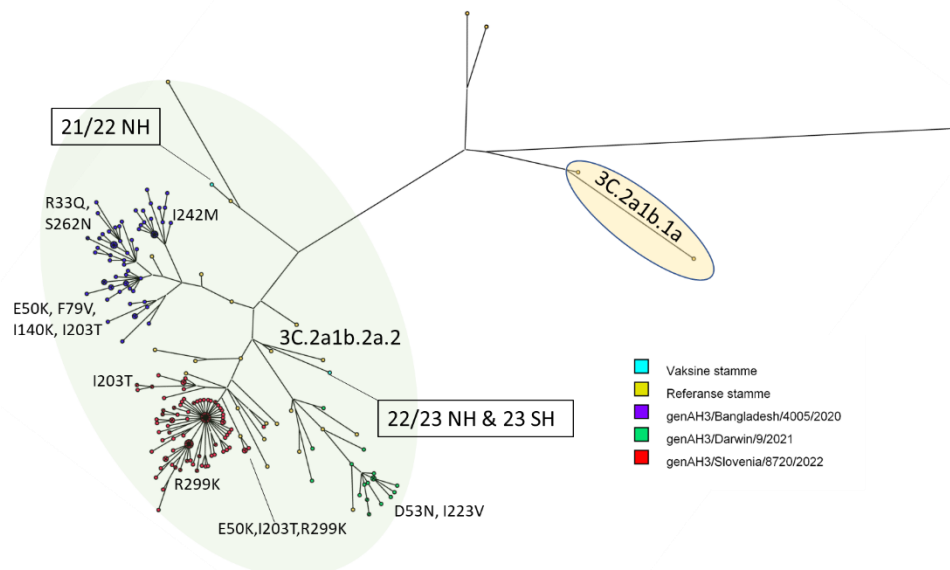 21/22 NH
R33Q,
S262N
I242M
3C.2a1b.1a
E50K, F79V,
I140K, I203T
3C.2a1b.2a.2
I203T
22/23 NH & 23 SH
R299K
E50K,I203T,R299K
D53N, I223V
Vaksine stamme
Referanse stamme
genAH3/Bangladesh/4005/2020
genAH3/Darwin/9/2021
genAH3/Slovenia/8720/2022